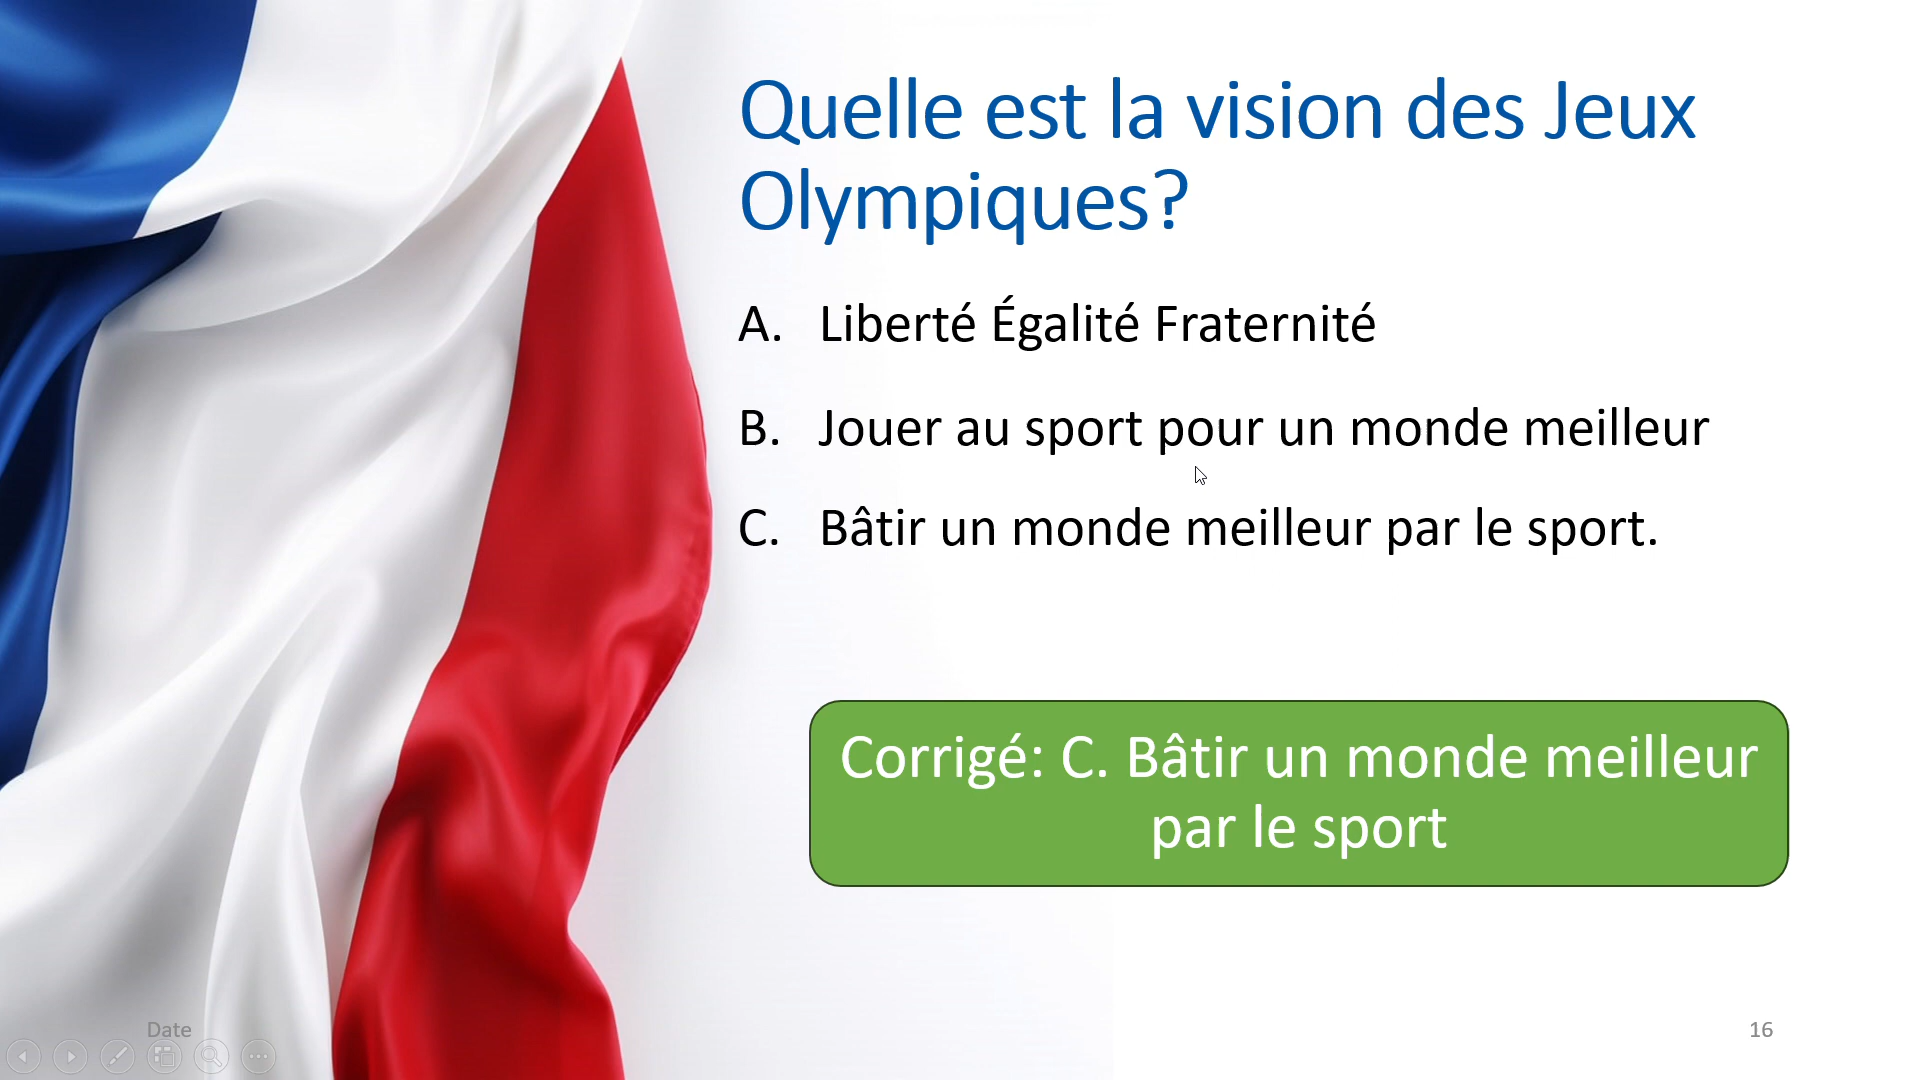 Quelle est la vision des Jeux
Olympiques?
A. Liberté Égalité Fraternité
B. Jouer au sport pour un monde meilleur
C. Bâtir un monde meilleur par le sport.
Corrigé: C. Bâtir un monde meilleur
par le sport
Date
16